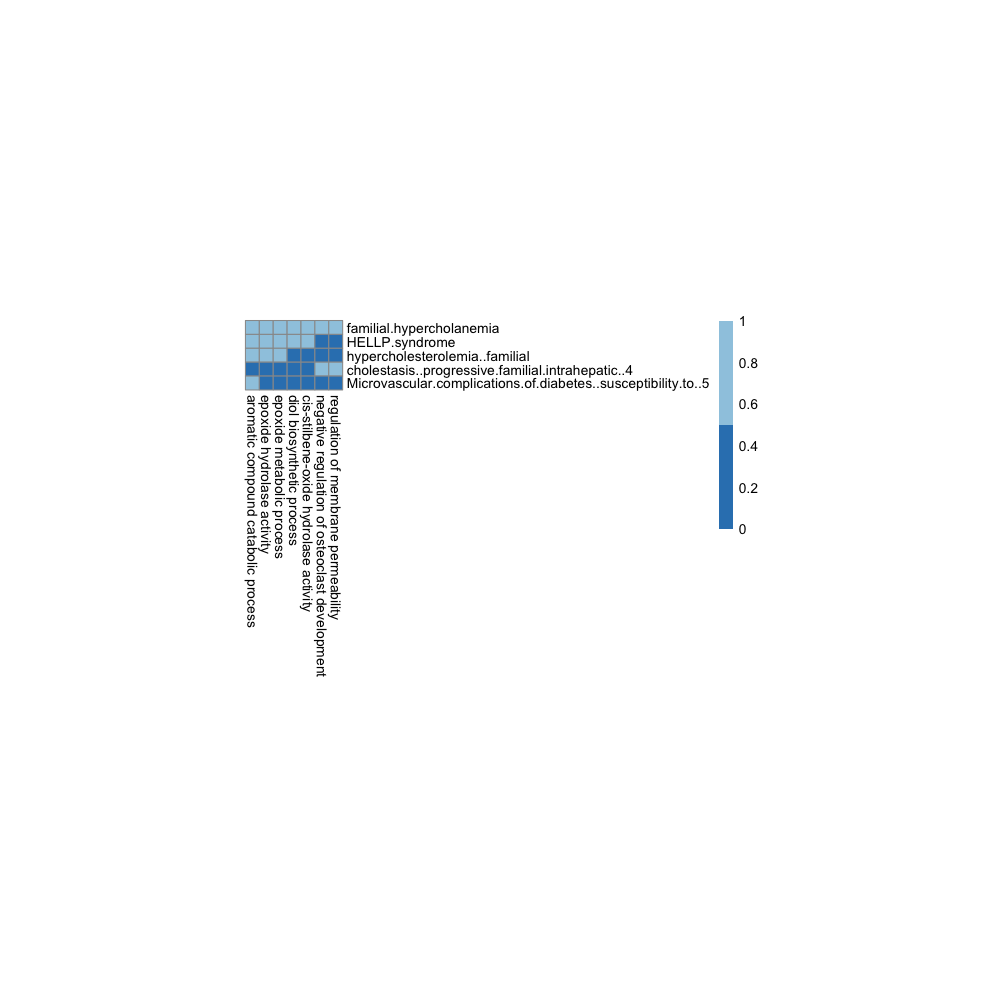 familial.hypercholanemia
HELLP.syndrome
hypercholesterolemia..familial
cholestasis..progressive.familial.intrahepatic..4
Microvascular.complications.of.diabetes..susceptibility.to..5
1
0.8
0.6
0.4
0.2
0
aromatic compound catabolic process
epoxide hydrolase activity
epoxide metabolic process
diol biosynthetic process
cis-stilbene-oxide hydrolase activity
negative regulation of osteoclast development
regulation of membrane permeability